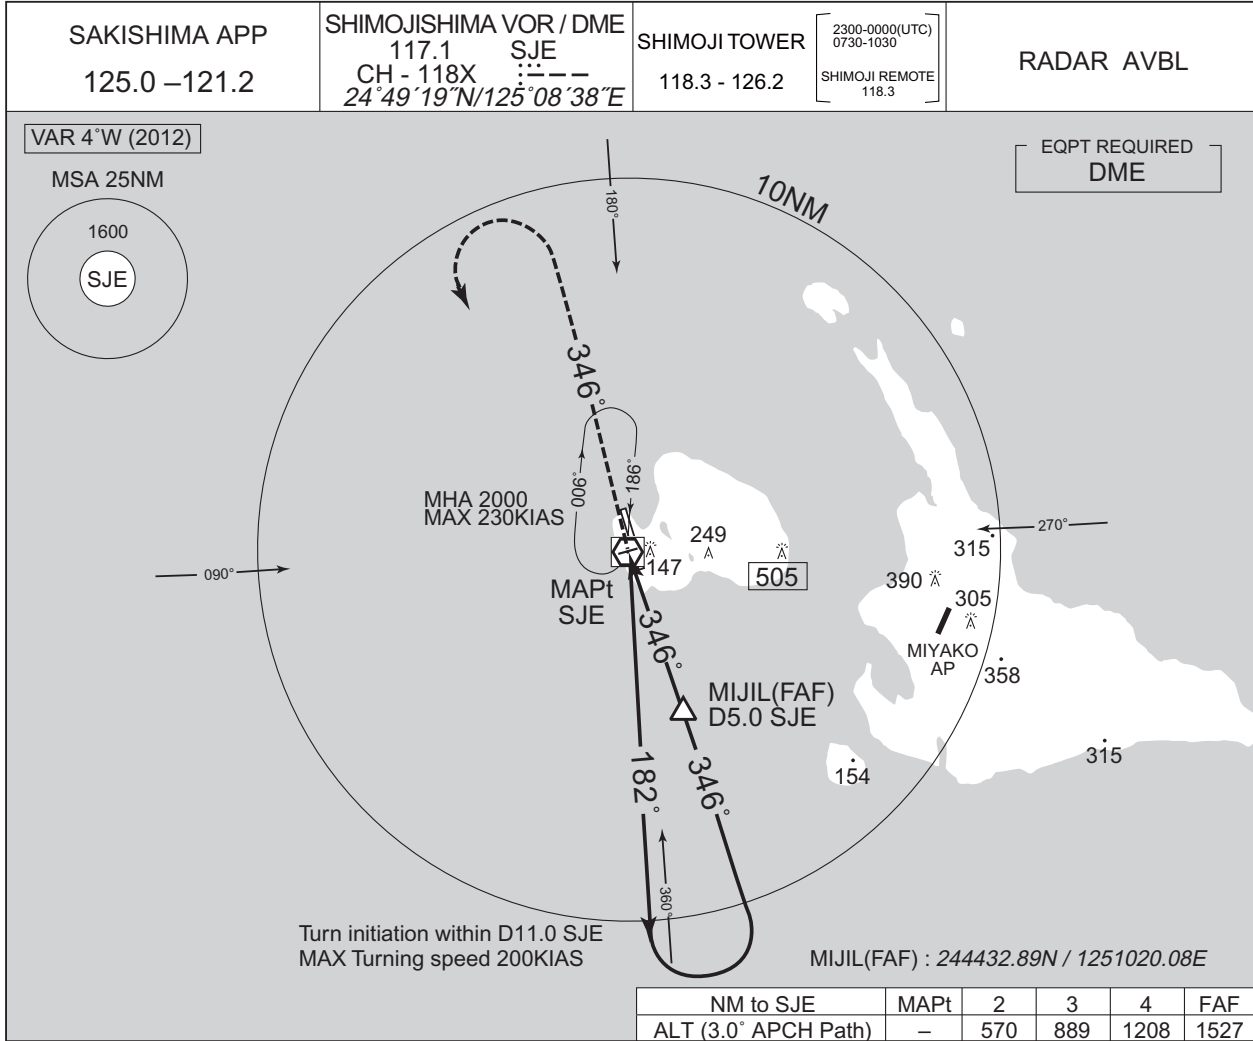 SAKISHIMA APP
125.0 –121.2
SHIMOJISHIMA VOR / DME
117.1 SJE
CH - 118X
24°49´19˝N/125°08´38˝E
SHIMOJI TOWER
118.3 - 126.2
2300-0000(UTC)
0730-1030
SHIMOJI REMOTE
118.3
RADAR AVBL
VAR 4°W (2012)
MSA 25NM
1600
SJE
EQPT REQUIRED
DME
10NM
180°
346°
006°
186°
MHA 2000
MAX 230KIAS
090°
270°
MAPt
SJE
147
249
505
315
390
305
MIYAKO
AP
358
315
154
346°
MIJIL(FAF)
D5.0 SJE
346°
182°
360°
Turn initiation within D11.0 SJE
MAX Turning speed 200KIAS
MIJIL(FAF) : 244432.89N / 1251020.08E
NM to SJE MAPt 2 3 4 FAF
ALT (3.0° APCH Path) – 570 889 1208 1527